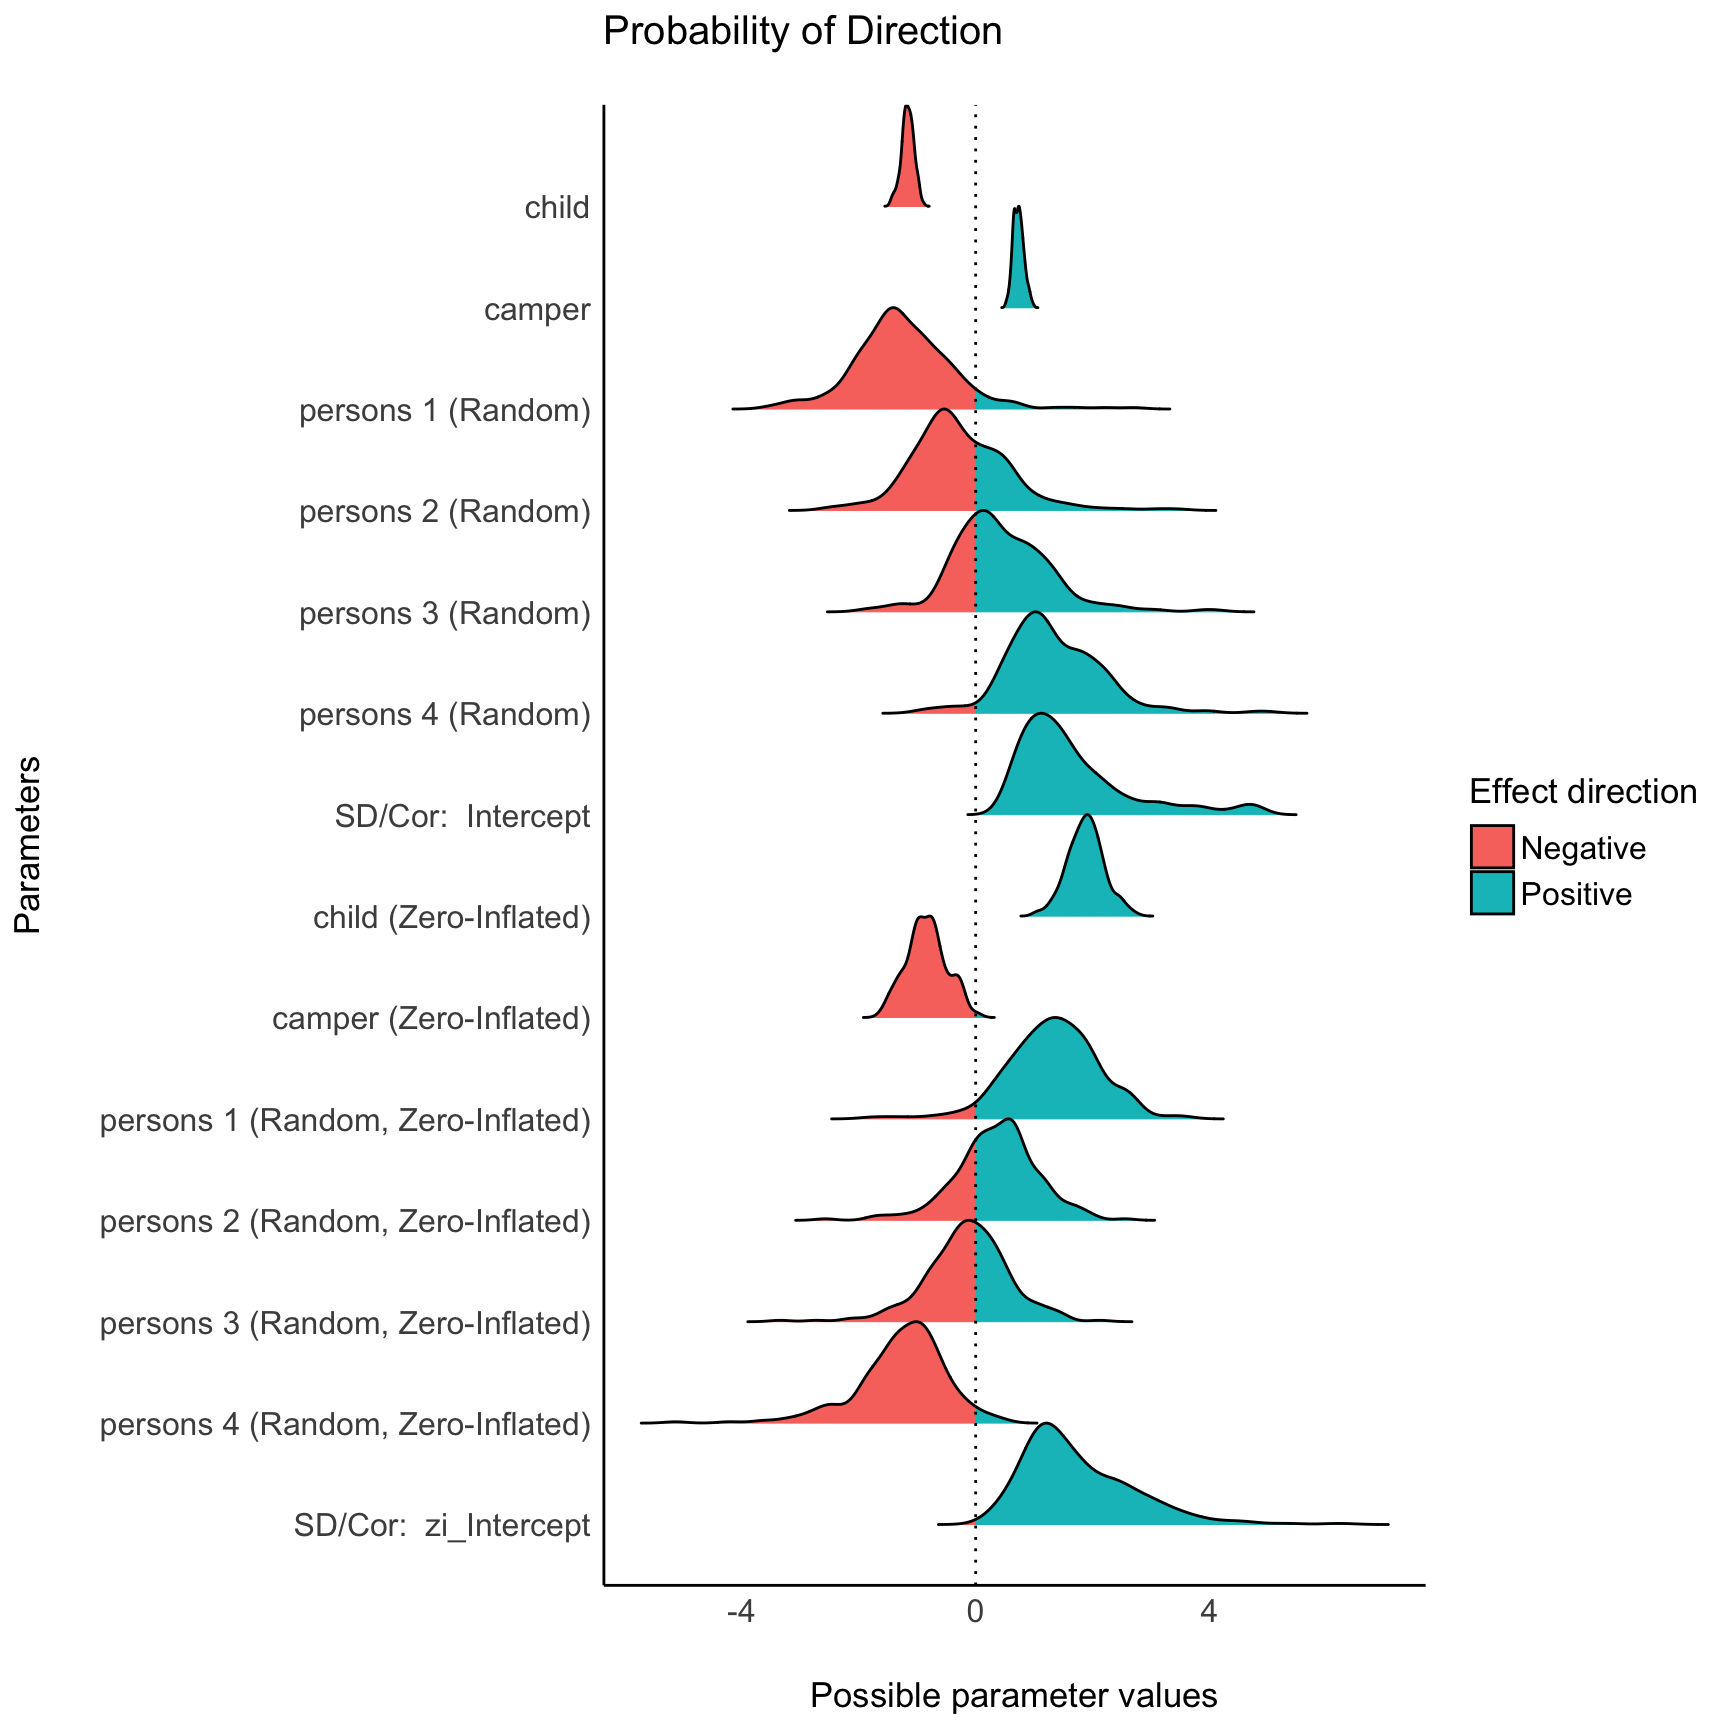 Probability of Direction
child
camper
persons 1 (Random)
persons 2 (Random)
persons 3 (Random)
persons 4 (Random)
SD/Cor:  Intercept
child (Zero-Inflated)
camper (Zero-Inflated)
persons 1 (Random, Zero-Inflated)
persons 2 (Random, Zero-Inflated)
persons 3 (Random, Zero-Inflated)
persons 4 (Random, Zero-Inflated)
SD/Cor:  zi_Intercept
Parameters
-4 0 4
Possible parameter values
Effect direction
Negative
Positive